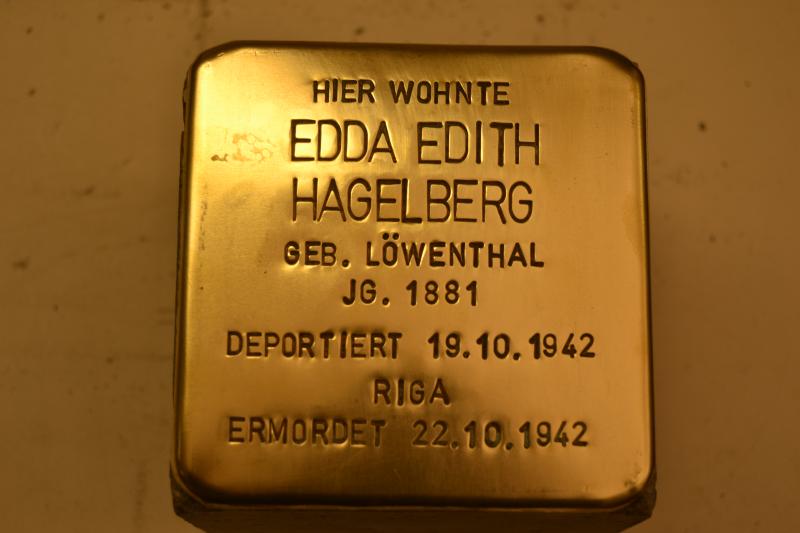 HIER WOHNTE
EDDA EDITH
HAGELBERG
GEB. LÖWENTHAL
JG. 1881
DEPORTIERT 19.10.1942
RIGA
ERMORDET 22.10.1942